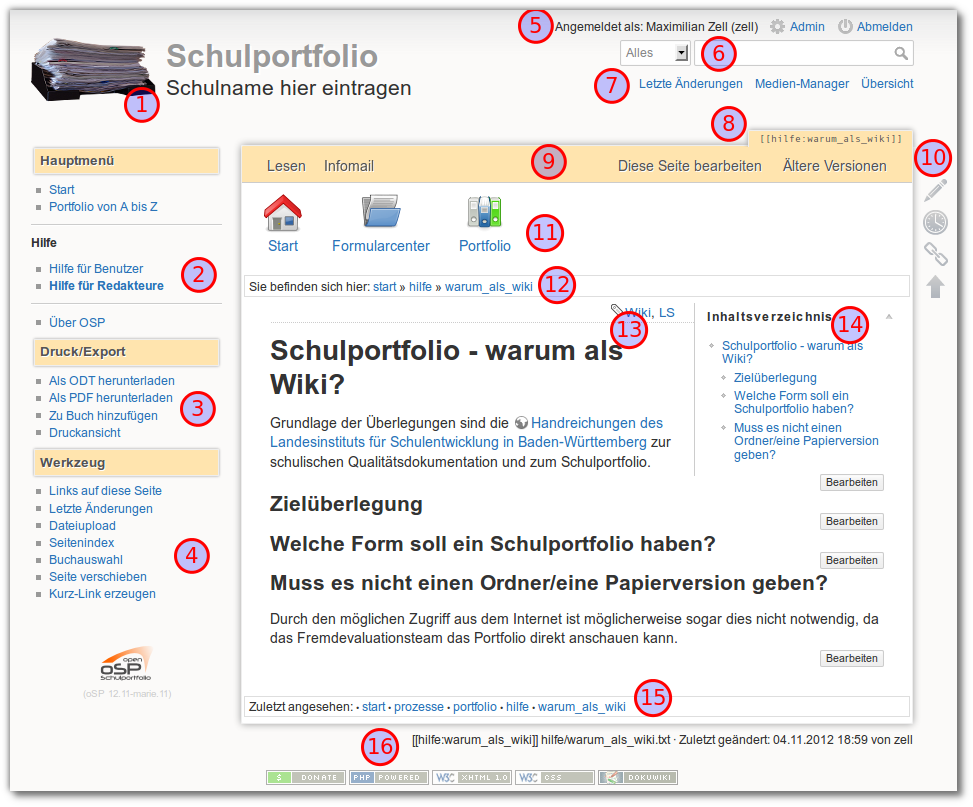 5 Angemeldet als: Maximilian Zell (zell) Admin Abmelden
Schulportfolio
Schulname hier eintragen
1
Alles 6
7 Letzte Änderungen Medien-Manager Übersicht
8 [[hilfe:warum_als_wiki]]
Hauptmenü
Start
Portfolio von A bis Z
Hilfe
Hilfe für Benutzer
Hilfe für Redakteure
2
Über OSP
Druck/Export
Als ODT herunterladen
Als PDF herunterladen
Zu Buch hinzufügen
Druckansicht
3
Werkzeug
Links auf diese Seite
Letzte Änderungen
Dateiupload
Seitenindex
Buchauswahl
Seite verschieben
Kurz-Link erzeugen
4
open
oSP
Schulportfolio
(oSP 12.11-marie.11)
Lesen Infomail 9 Diese Seite bearbeiten Ältere Versionen
10
Start Formularcenter Portfolio 11
Sie befinden sich hier: start » hilfe » warum_als_wiki 12
Wiki, LS
13
Schulportfolio - warum als
Wiki?
Grundlage der Überlegungen sind die Handreichungen des
Landesinstituts für Schulentwicklung in Baden-Württemberg zur
schulischen Qualitätsdokumentation und zum Schulportfolio.
Inhaltsverzeichnis 14
Schulportfolio - warum als
Wiki?
Zielüberlegung
Welche Form soll ein
Schulportfolio haben?
Muss es nicht einen
Ordner/eine Papierversion
geben?
Bearbeiten
Zielüberlegung
Bearbeiten
Welche Form soll ein Schulportfolio haben?
Bearbeiten
Muss es nicht einen Ordner/eine Papierversion geben?
Durch den möglichen Zugriff aus dem Internet ist möglicherweise sogar dies nicht notwendig, da
das Fremdevaluationsteam das Portfolio direkt anschauen kann.
Bearbeiten
Zuletzt angesehen: • start • prozesse • portfolio • hilfe • warum_als_wiki 15
16 [[hilfe:warum_als_wiki]] hilfe/warum_als_wiki.txt · Zuletzt geändert: 04.11.2012 18:59 von zell
$ DONATE PHP POWERED W3C XHTML 1.0 W3C CSS DOKUWIKI